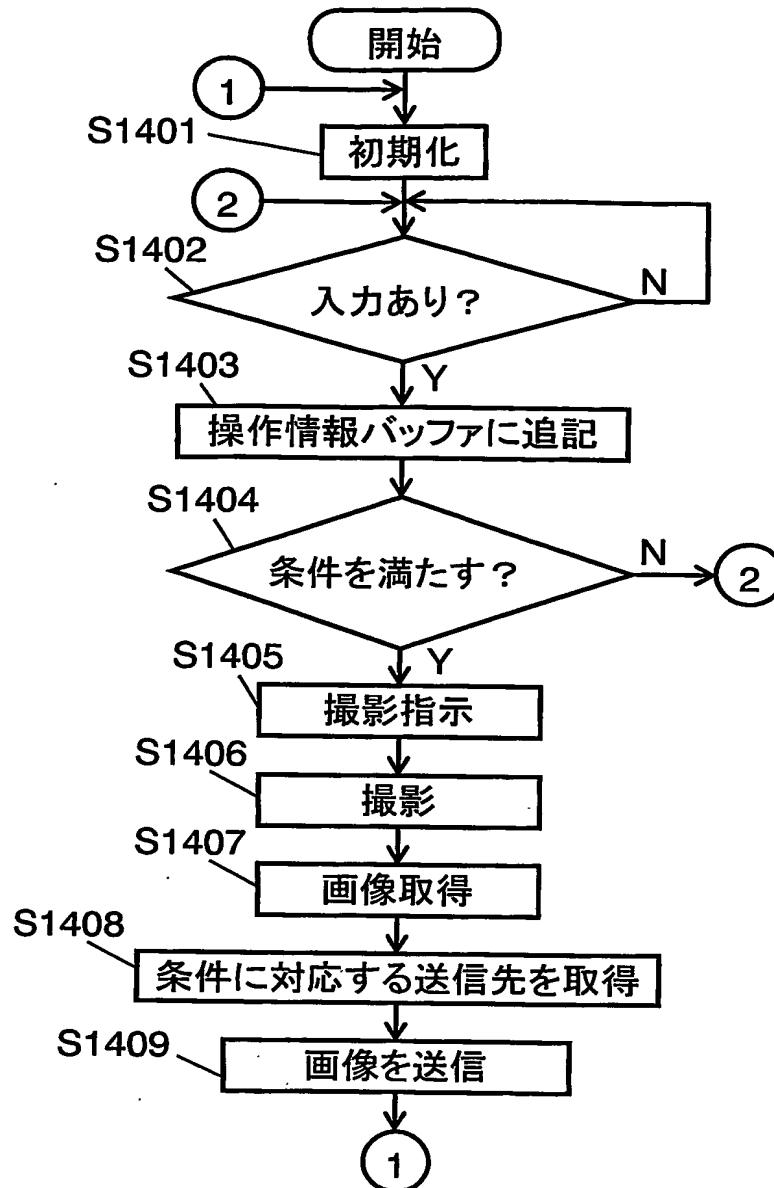 開始
1
S1401
初期化
2
S1402
入力あり?
N
S1403
Y
操作情報バッファに追記
S1404
条件を満たす?
N
2
S1405
Y
撮影指示
S1406
撮影
S1407
画像取得
S1408
条件に対応する送信先を取得
S1409
画像を送信
1